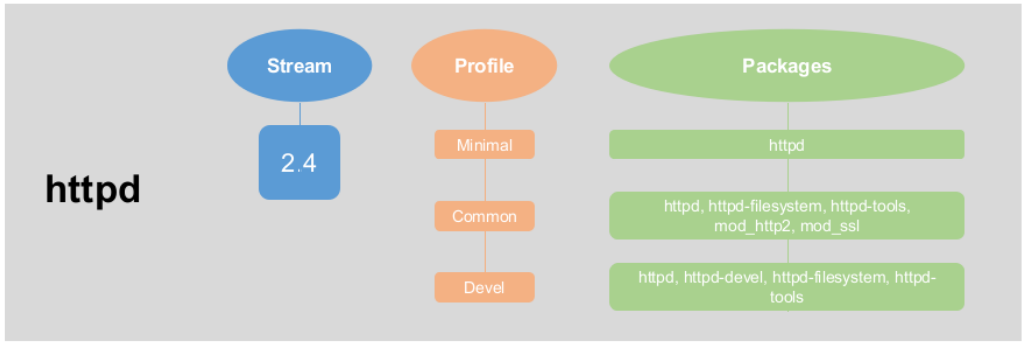 httpd
Stream
2.4
Profile
Minimal
Common
Devel
Packages
httpd
httpd, httpd-filesystem, httpd-tools,
mod_http2, mod_ssl
httpd, httpd-devel, httpd-filesystem, httpd-
tools